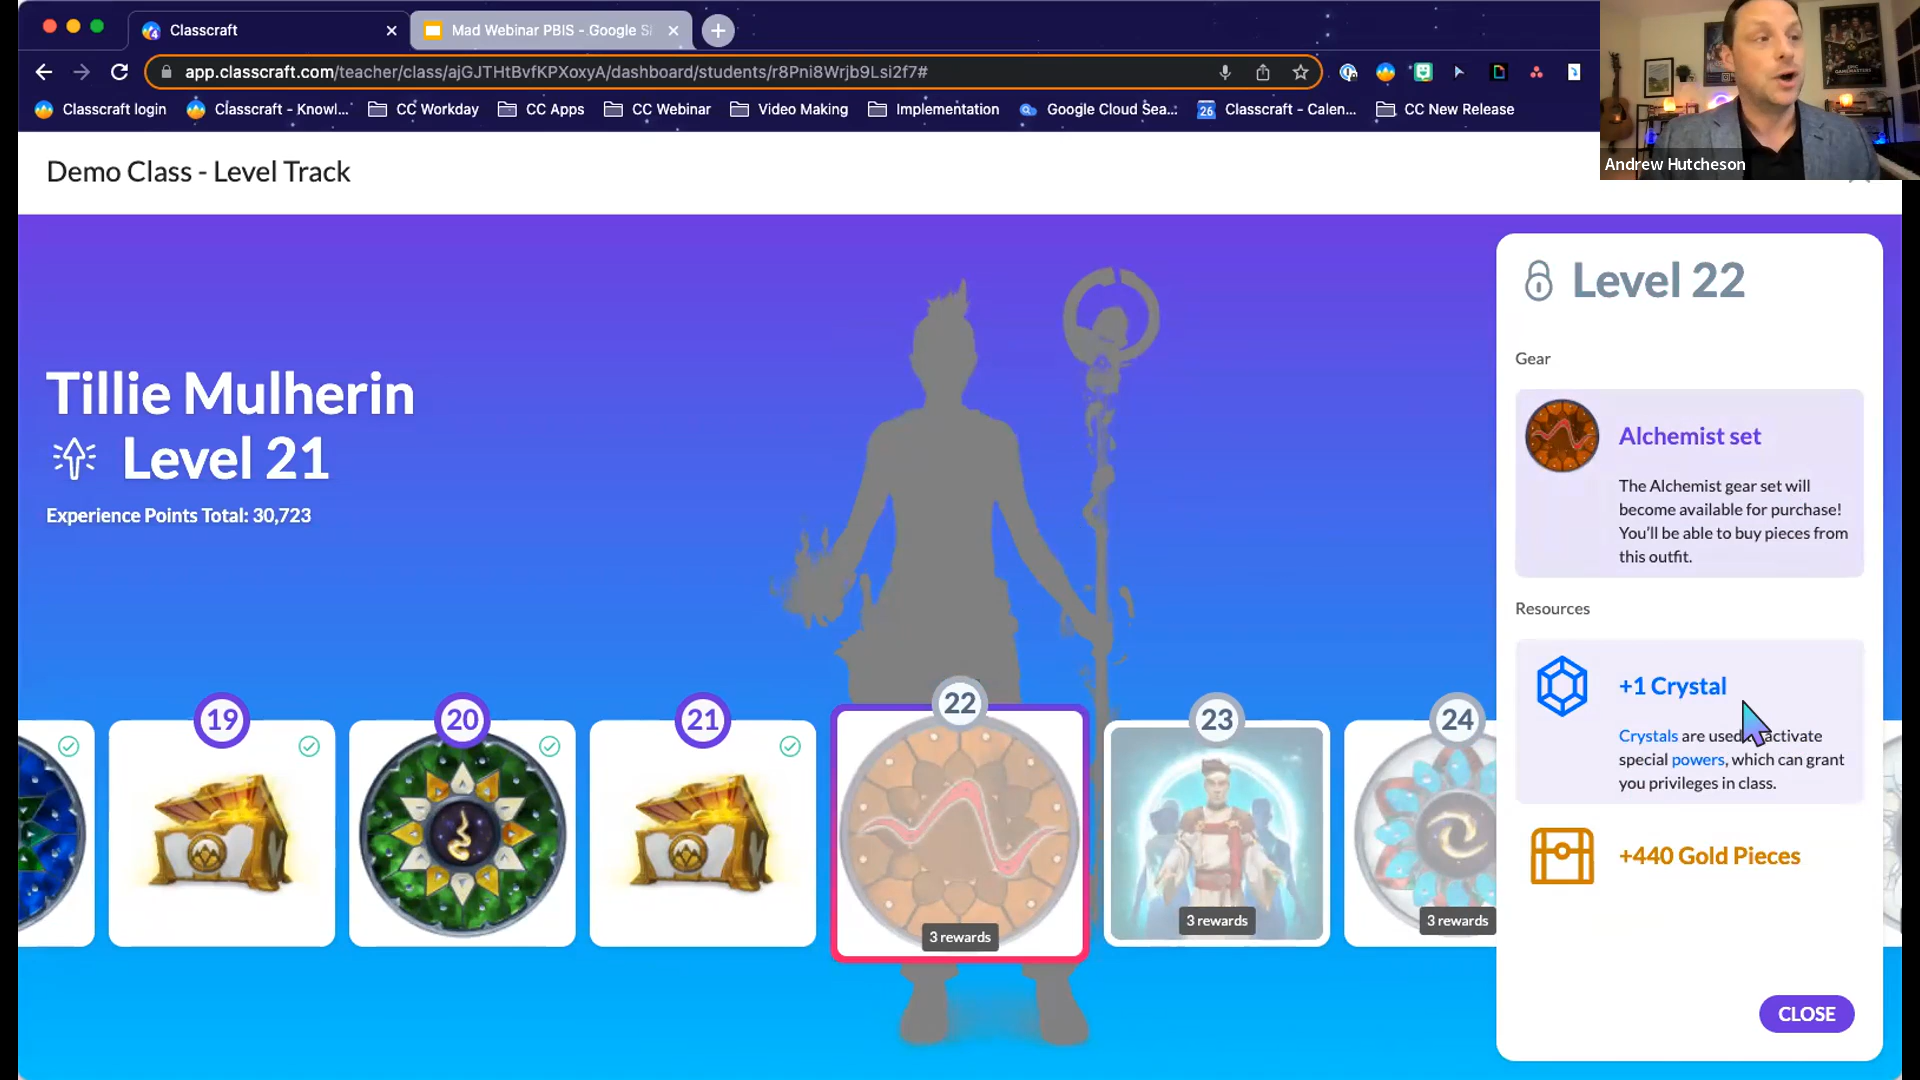 Classcraft
Mad Webinar PBIS - Google Sl
app.classcraft.com/teacher/class/ajGJTHtBvfKPXoxyA/dashboard/students/r8Pni8Wrjb9Lsi2f7#
Classcraft login
Classcraft - Knowl...
CC Workday
CC Apps
CC Webinar
Video Making
Implementation
Google Cloud Sea...
26
Classcraft - Calen...
CC New Release
Andrew Hutcheson
Demo Class - Level Track
Tillie Mulherin
Level 21
Experience Points Total: 30,723
19
20
21
22
3 rewards
23
3 rewards
24
3 rewards
Level 22
Gear
Alchemist set
The Alchemist gear set will
become available for purchase!
You'll be able to buy pieces from
this outfit.
Resources
+1 Crystal
Crystals are used activate
special powers, which can grant
you privileges in class.
+440 Gold Pieces
CLOSE